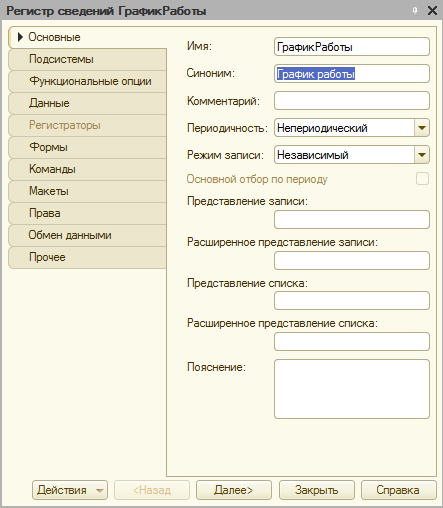 Регистр сведений ГрафикРаботы
Основные
Подсистемы
Функциональные опции
Данные
Регистраторы
Формы
Команды
Макеты
Права
Обмен данными
Прочее
Имя: ГрафикРаботы
Синоним: График работы
Комментарий:
Периодичность: Непериодический
Режим записи: Независимый
Основной отбор по периоду
Представление записи:
Расширенное представление записи:
Представление списка:
Расширенное представление списка:
Пояснение:
Действия <Назад Далее> Закрыть Справка